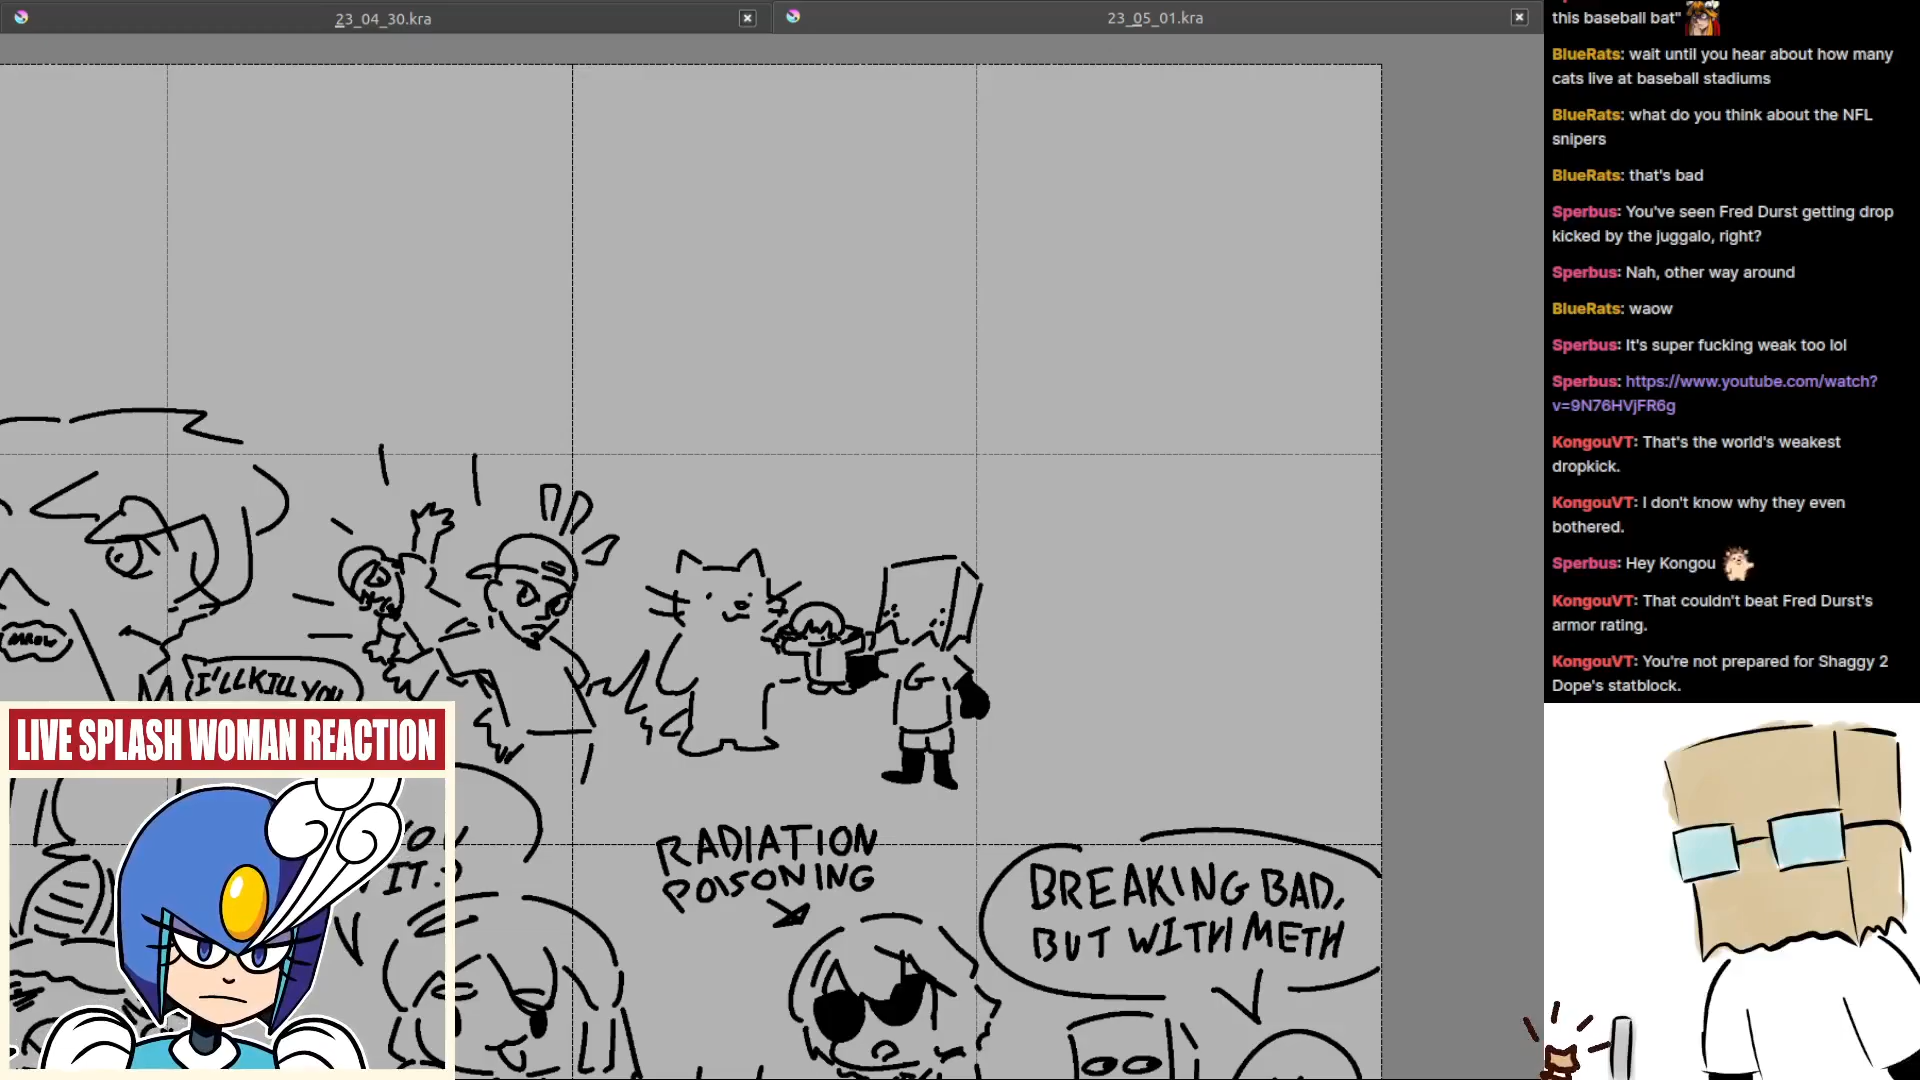 23_04_30.kra
23_05_01.kra
this baseball bat"
BlueRats: wait until you hear about how many
cats live at baseball stadiums
BlueRats: what do you think about the NFL
snipers
BlueRats: that's bad
Sperbus: You've seen Fred Durst getting drop
kicked by the juggalo, right?
Sperbus: Nah, other way around
BlueRats: waow
Sperbus: It's super fucking weak too lol
Sperbus: https://www.youtube.com/watch?
v=9N76HVjFR6g
KongouVT: That's the world's weakest
dropkick.
KongouVT: I don't know why they even
bothered.
Sperbus: Hey Kongou
KongouVT: That couldn't beat Fred Durst's
armor rating.
KongouVT: You're not prepared for Shaggy 2
Dope's statblock.
MROW
I'LL KILL YOU
G
LIVE SPLASH WOMAN REACTION
IT?
RADIATION
POISONING
BREAKING BAD,
BUT WITH METH